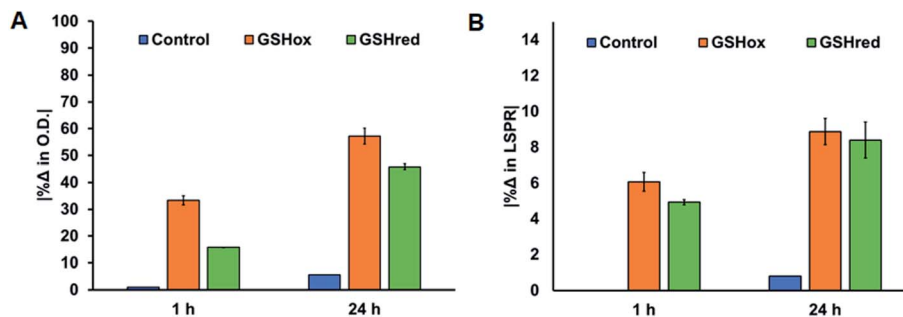 A
|%Δ in O.D.|
100
90
80
70
60
50
40
30
20
10
0
Control GSHox GSHred
1 h 24 h
B
|%Δ in LSPR|
14
12
10
8
6
4
2
0
Control GSHox GSHred
1 h 24 h